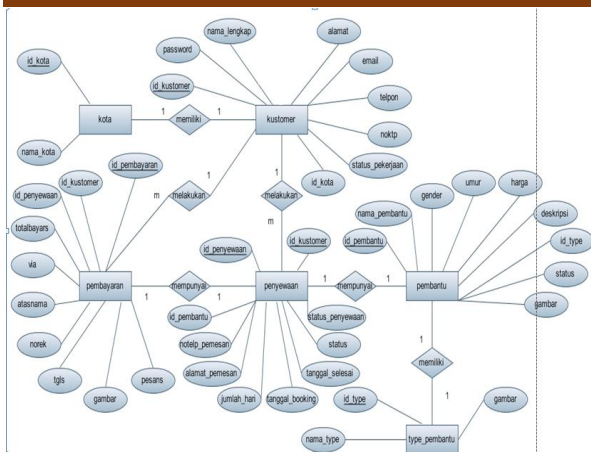 nama_lengkap
alamat
password
email
id_kota
id_kustomer
telpon
kota
1
memiliki
1
kustomer
noktp
nama_kota
id_pembayaran
1
1
status_pekerjaan
id_kustomer
id_kota
id_penyewaan
m
melakukan
melakukan
gender
umur
harga
totalbayars
m
nama_pembantu
deskripsi
id_penyewaan
id_kustomer
id_pembantu
id_type
via
status
pembayaran
1
mempunyai
1
penyewaan
1
mempunyai
1
pembantu
atasnama
id_pembantu
status_penyewaan
gambar
norek
notelp_pemesan
status
1
tgls
pesans
alamat_pemesan
tanggal_selesai
memiliki
gambar
jumlah_hari
tanggal_booking
id_type
1
gambar
nama_type
type_pembantu